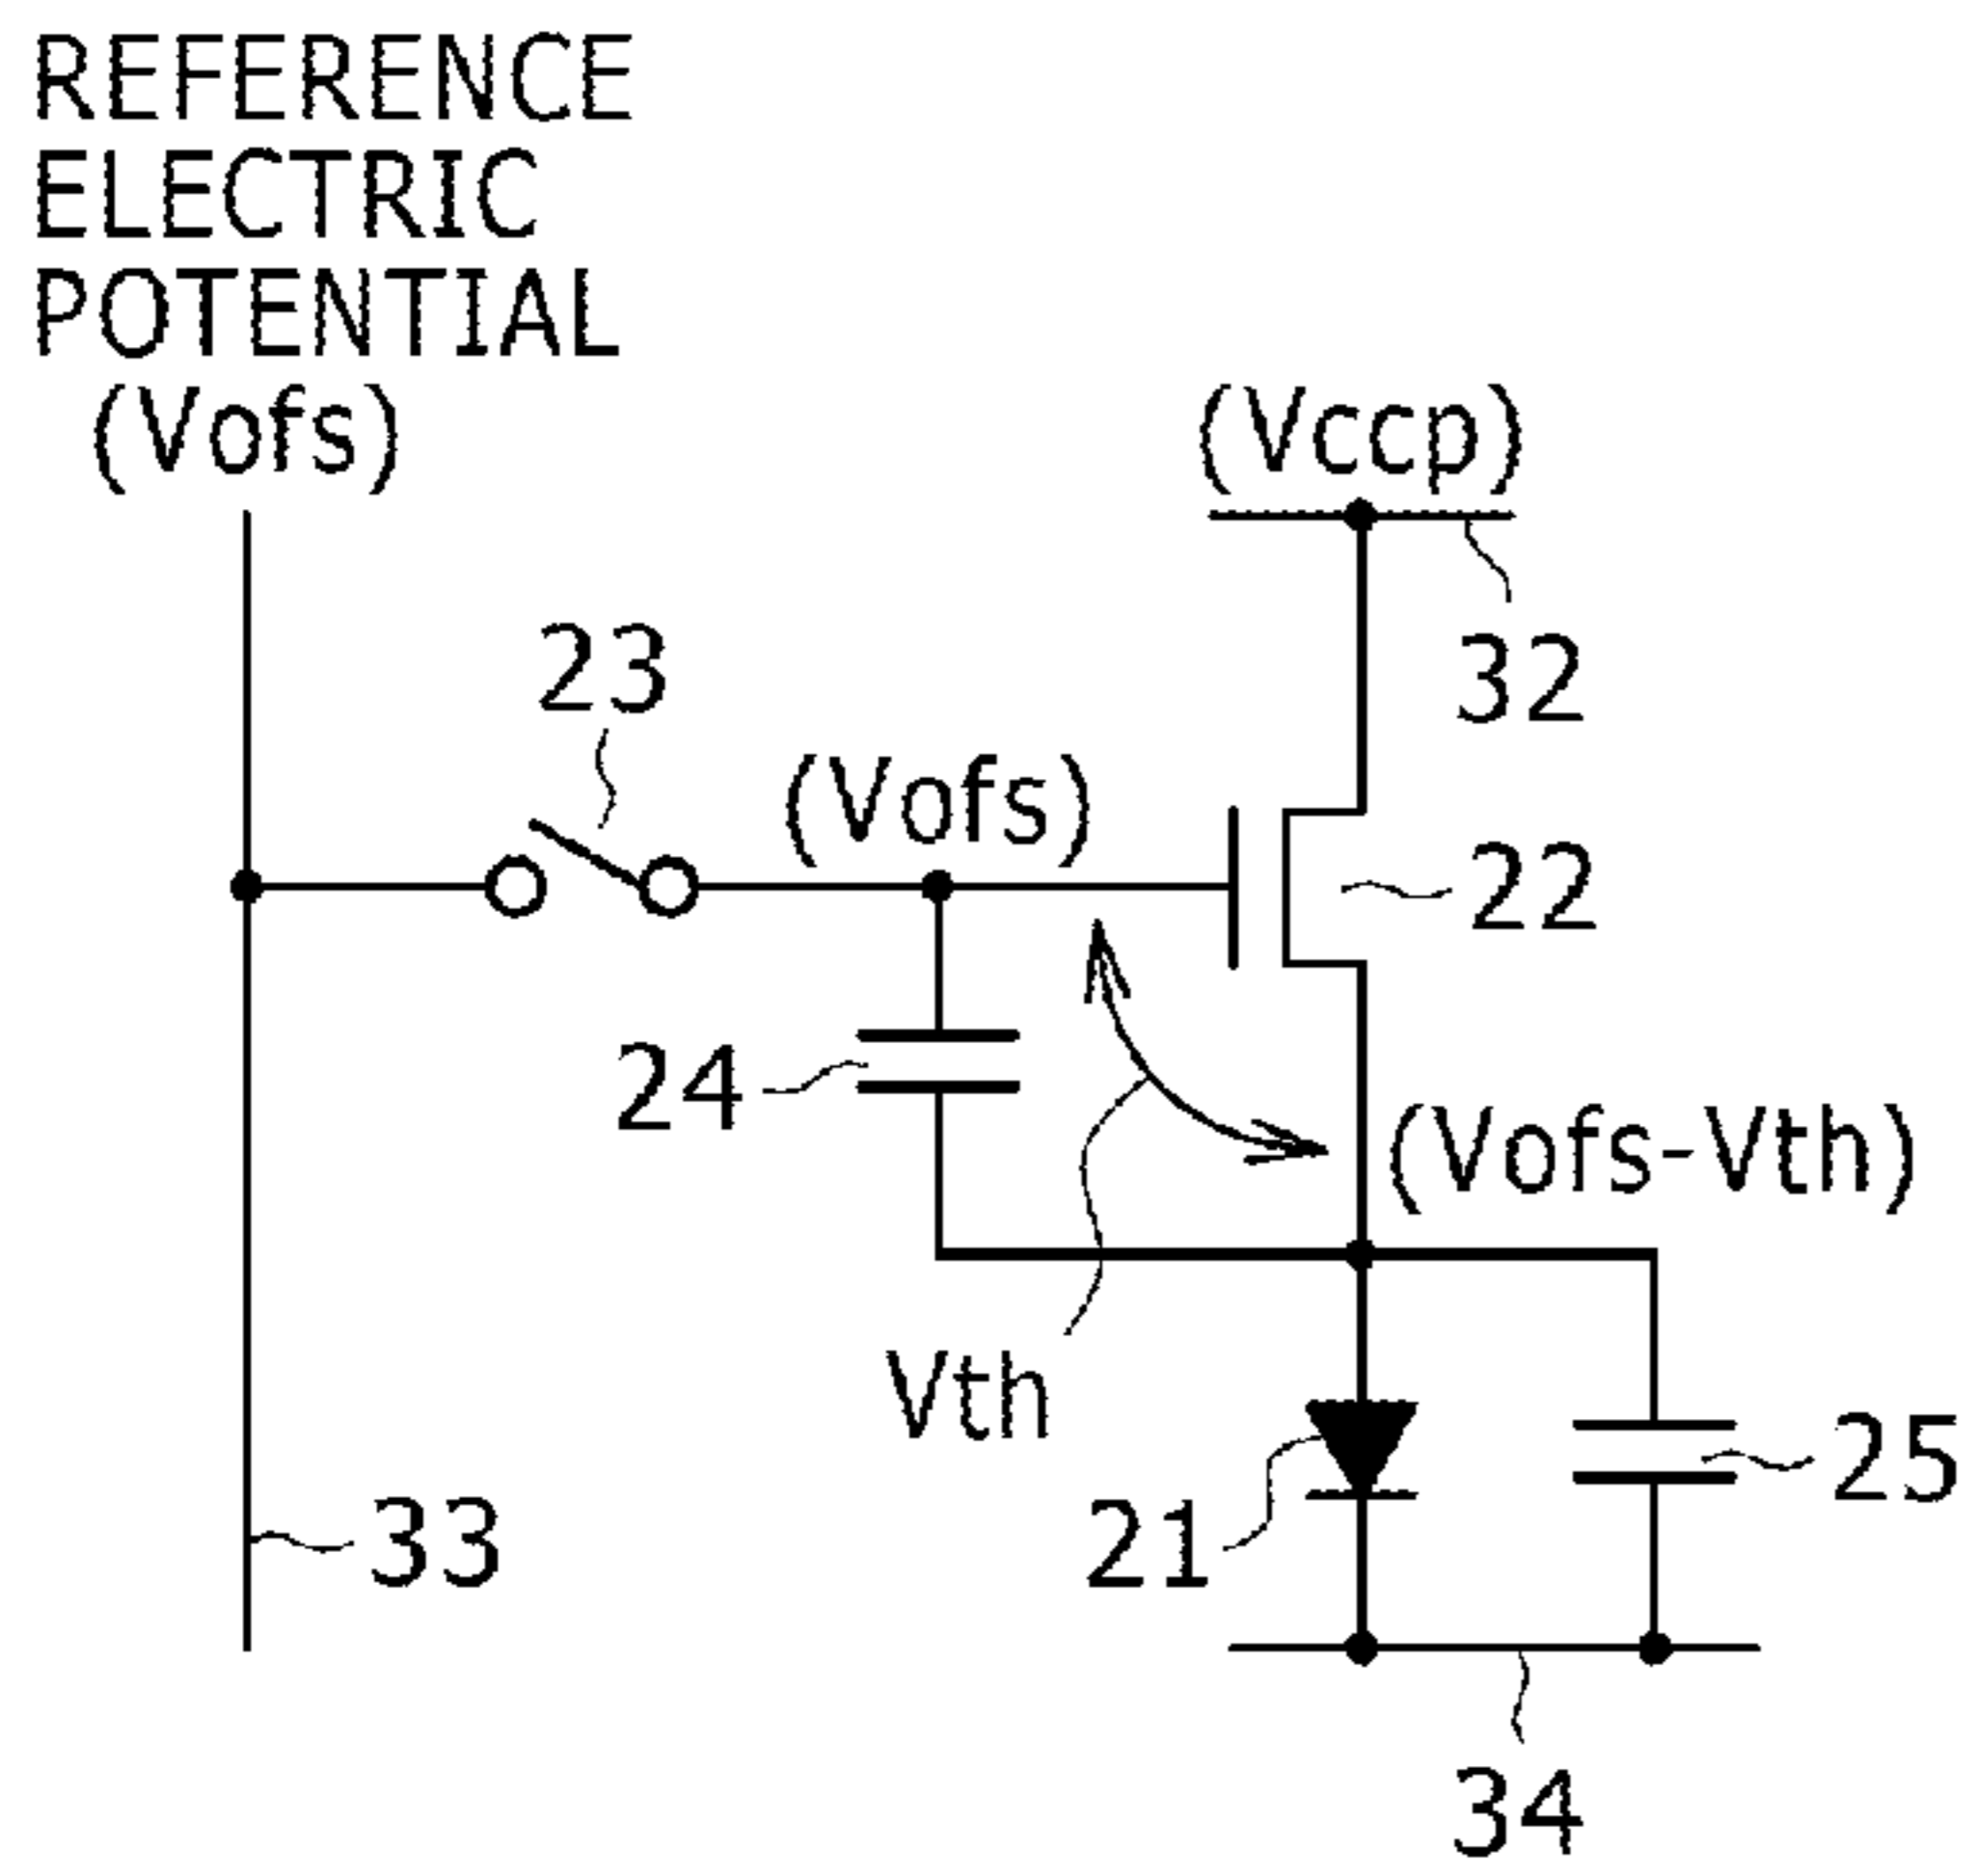 REFERENCE
ELECTRIC
POTENTIAL
(Vofs)
(Vccp)
32
23
(Vofs)
22
24
(Vofs-Vth)
Vth
25
21
33
34